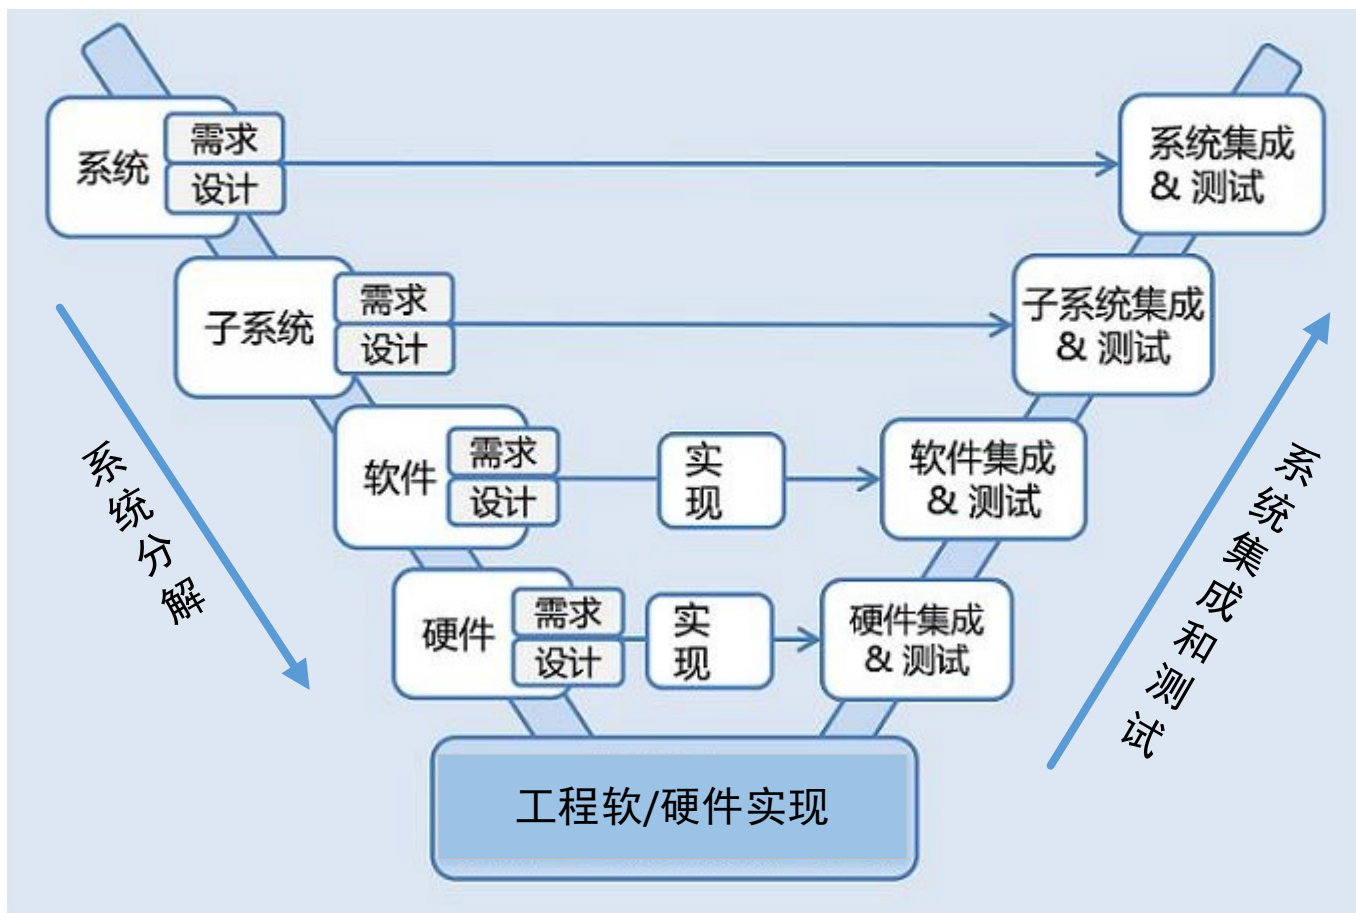 系统
需求
设计
系统集成
& 测试
子系统
需求
设计
子系统集成
& 测试
软件
需求
设计
实
现
软件集成
& 测试
硬件
需求
设计
实
现
硬件集成
& 测试
系统分解
系统集成和测试
工程软/硬件实现